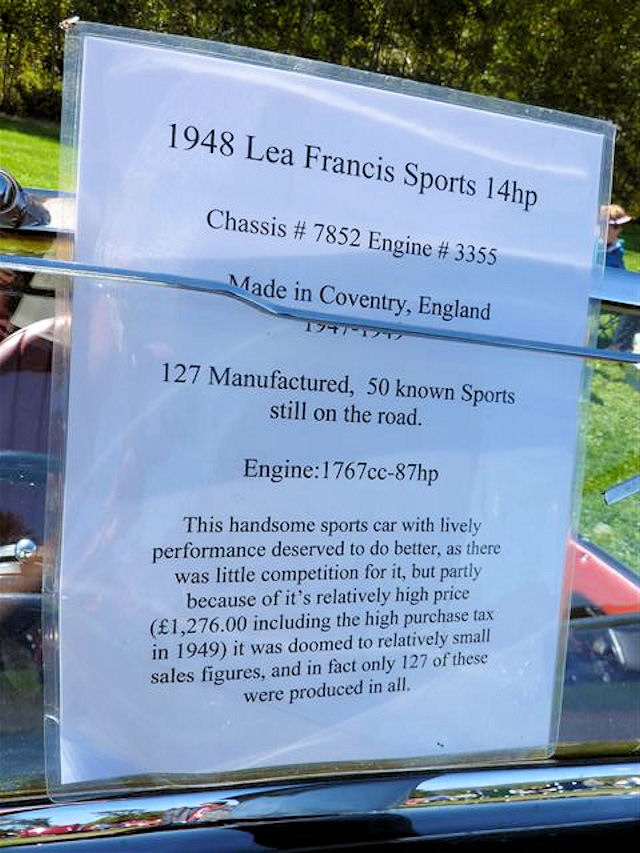 1948 Lea Francis Sports 14hp
Chassis # 7852 Engine # 3355
Made in Coventry, England
1947-1949
127 Manufactured, 50 known Sports
still on the road.
Engine:1767cc-87hp
This handsome sports car with lively
performance deserved to do better, as there
was little competition for it, but partly
because of it's relatively high price
(£1,276.00 including the high purchase tax
in 1949) it was doomed to relatively small
sales figures, and in fact only 127 of these
were produced in all.